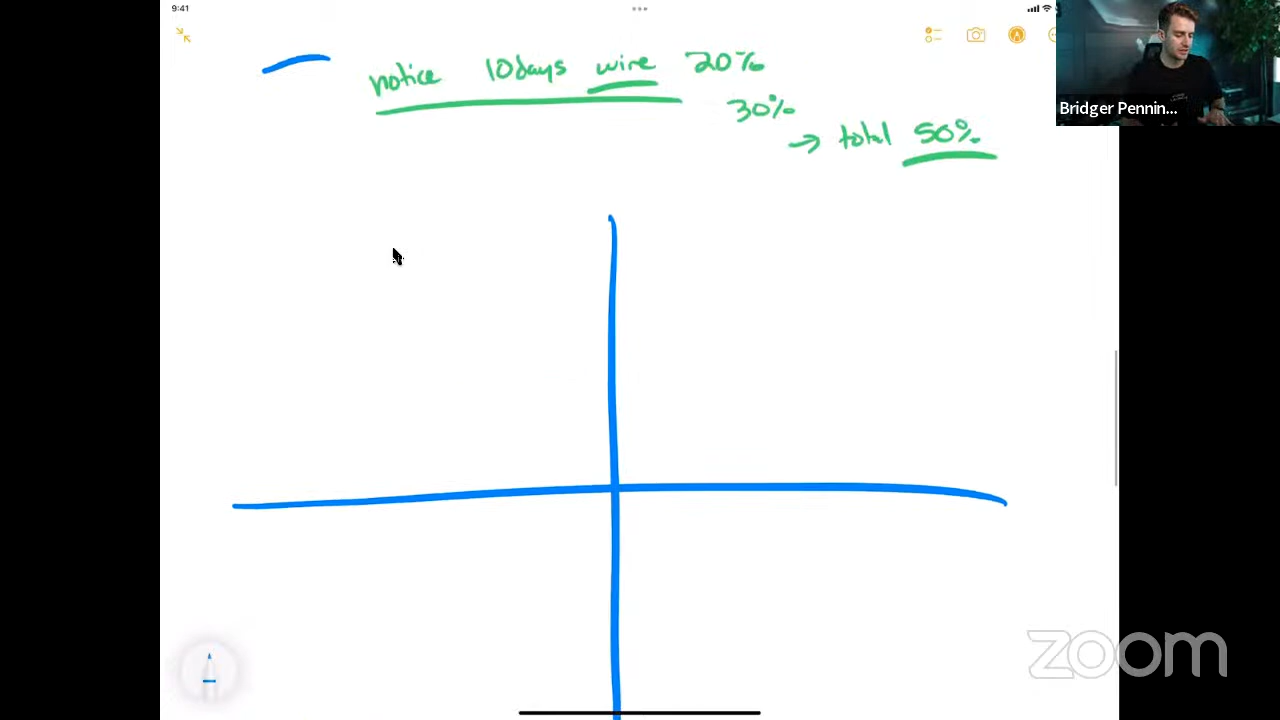 9:41
notice 10days wire 20%
30%
→ total 50%
Bridger Pennin...
zoom